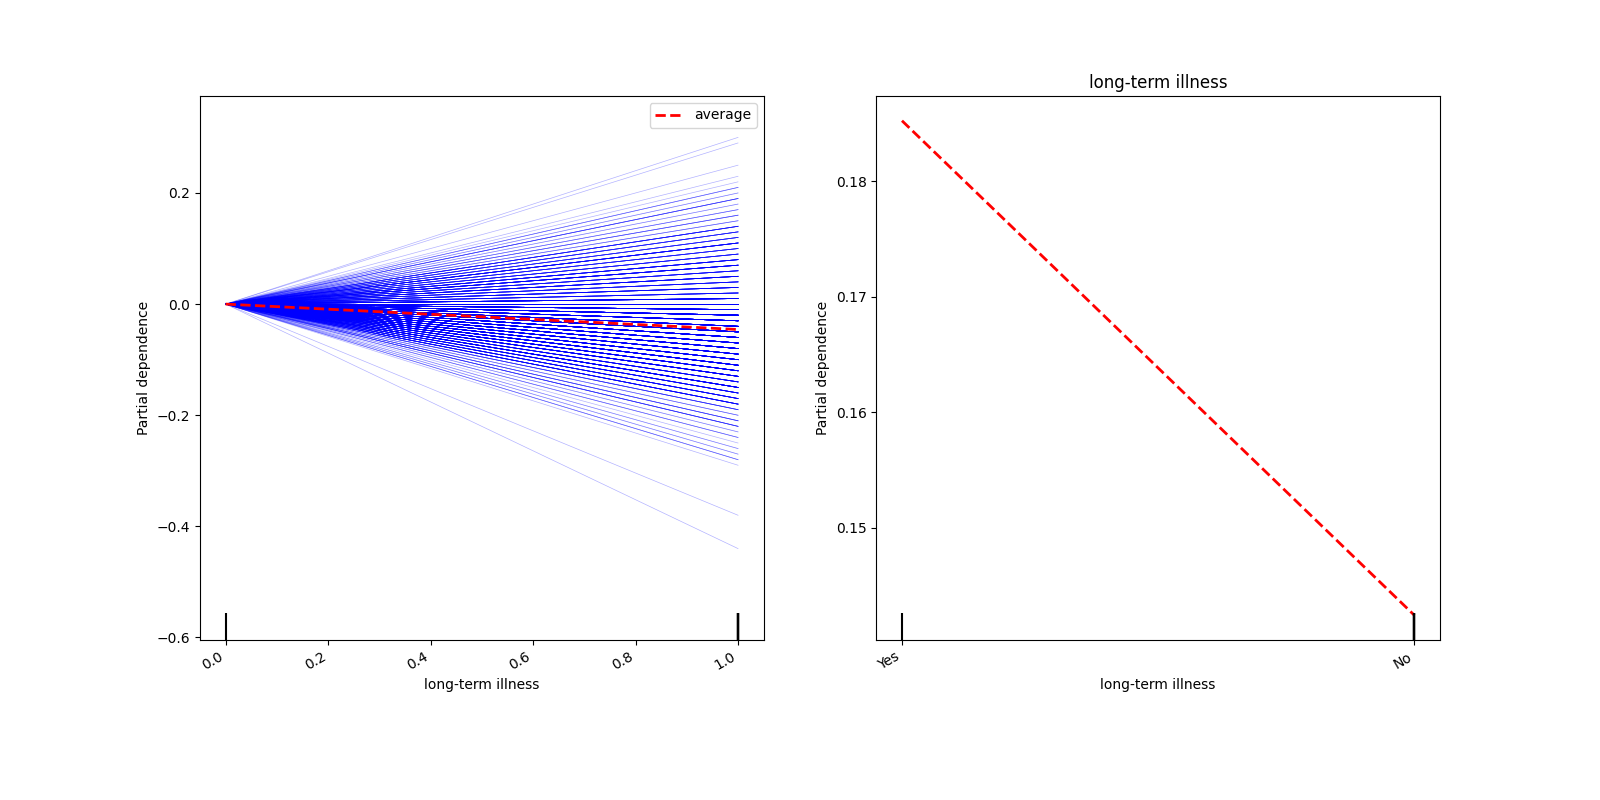 average
0.2
0.0
−0.2
−0.4
−0.6
Partial dependence
0.0
0.2
0.4
0.6
0.8
1.0
long-term illness
long-term illness
0.18
0.17
0.16
0.15
Partial dependence
Yes
No
long-term illness